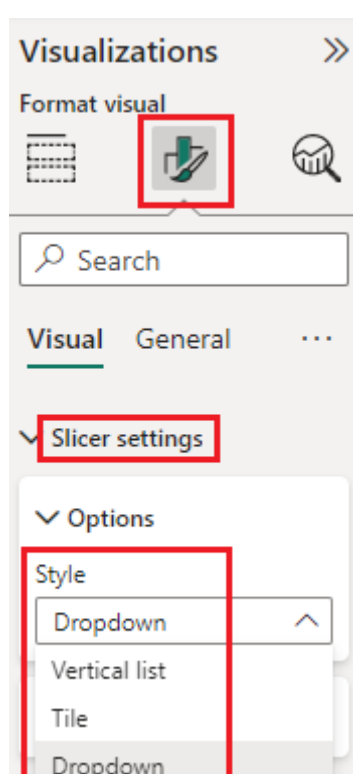 Visualizations
Format visual
Search
Visual General
Slicer settings
Options
Style
Dropdown
Vertical list
Tile
Dropdown